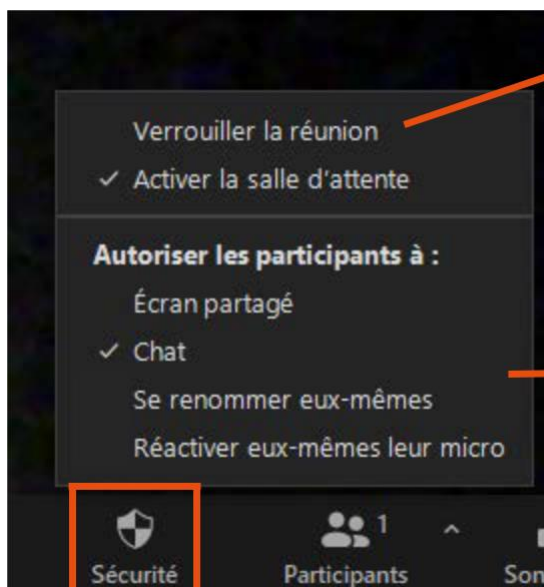 Verrouiller la réunion
✓ Activer la salle d'attente
Autoriser les participants à :
Écran partagé
✓ Chat
Se renommer eux-mêmes
Réactiver eux-mêmes leur micro
1
Sécurité
Participants